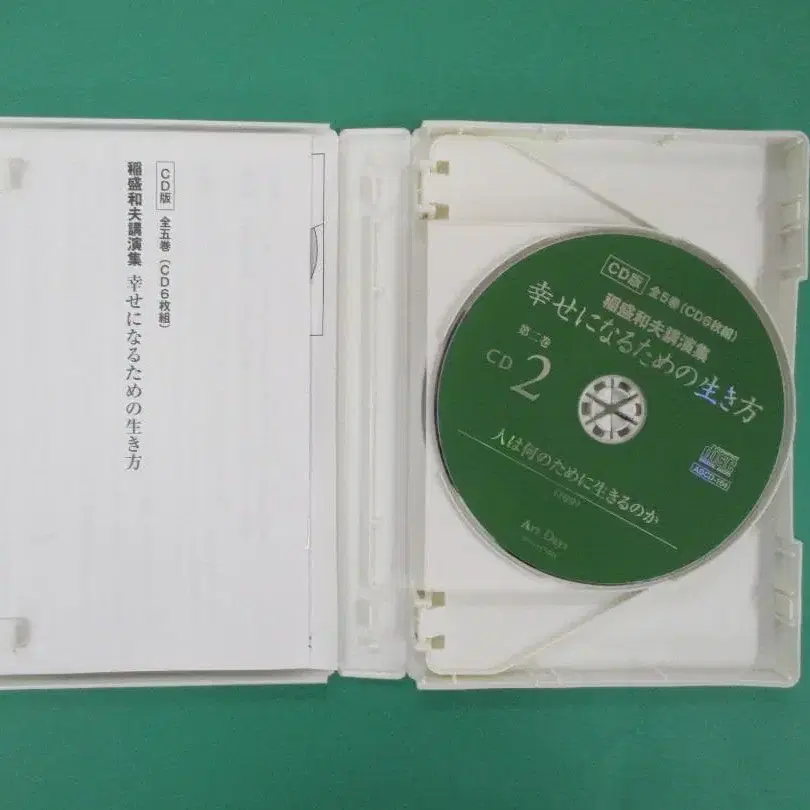 CD版 全五巻(CD6枚組)
稲盛和夫講演集 幸せになるための生き方
CD版 全5巻(CD6枚組)
稲盛和夫講演集
幸せになるための生き方
第二巻
CD 2
人は何のために生きるのか
Art Days